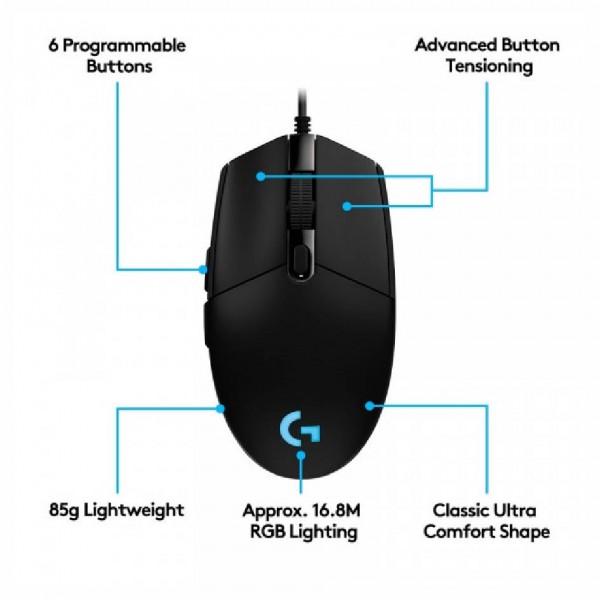 6 Programmable
Buttons
Advanced Button
Tensioning
85g Lightweight
Approx. 16.8M
RGB Lighting
Classic Ultra
Comfort Shape